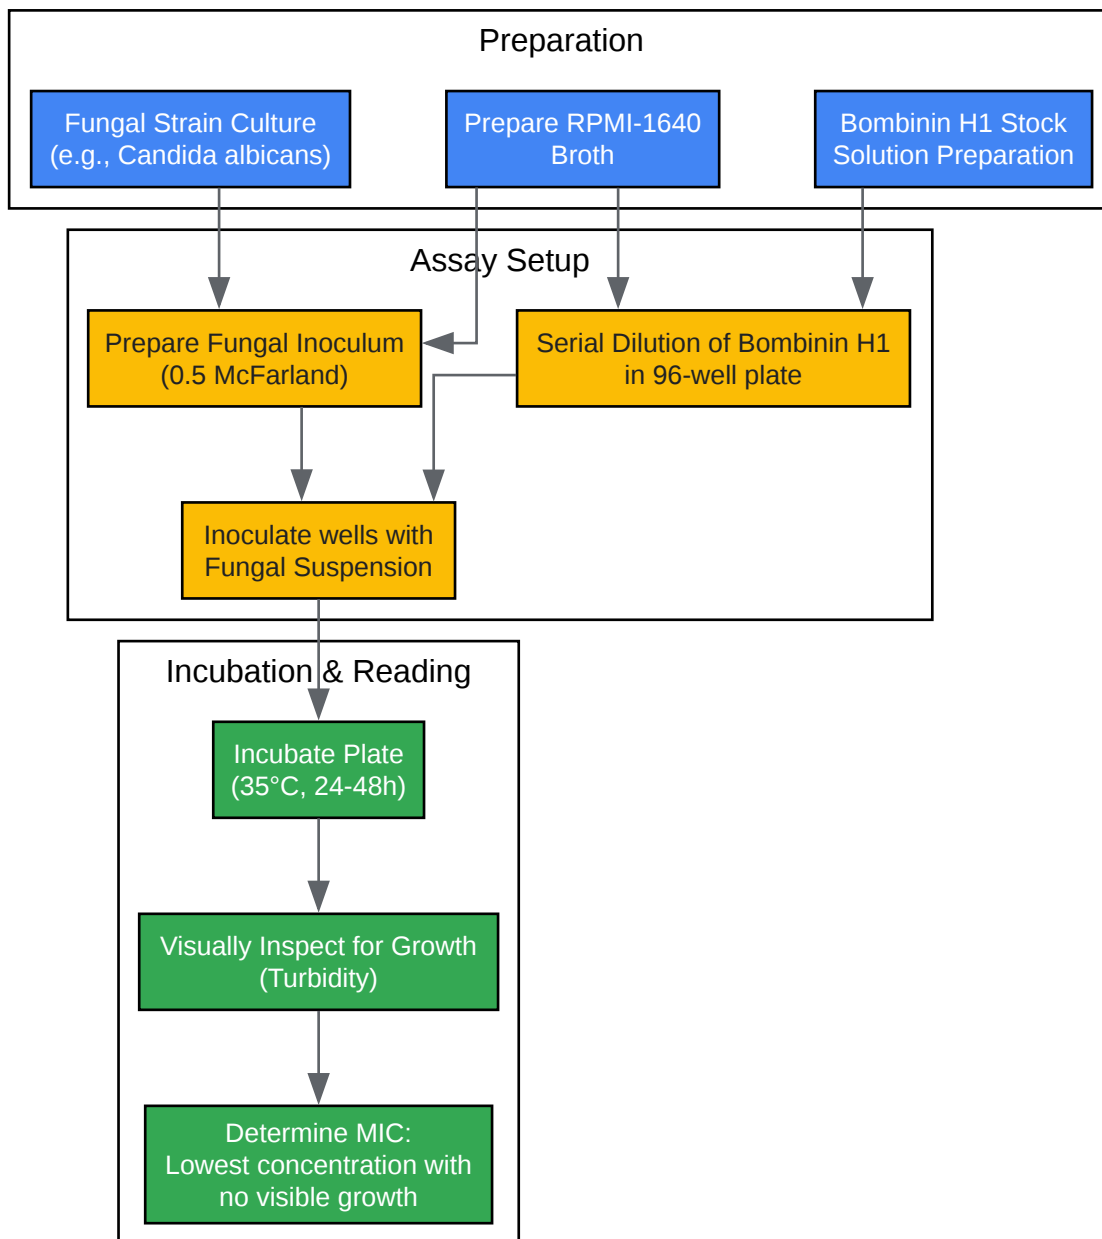 Preparation
Fungal Strain Culture
(e.g., Candida albicans)
Prepare RPMI-1640
Broth
Bombinin H1 Stock
Solution Preparation
Assay Setup
Prepare Fungal Inoculum
(0.5 McFarland)
Serial Dilution of Bombinin H1
in 96-well plate
Inoculate wells with
Fungal Suspension
Incubation & Reading
Incubate Plate
(35°C, 24-48h)
Visually Inspect for Growth
(Turbidity)
Determine MIC:
Lowest concentration with
no visible growth